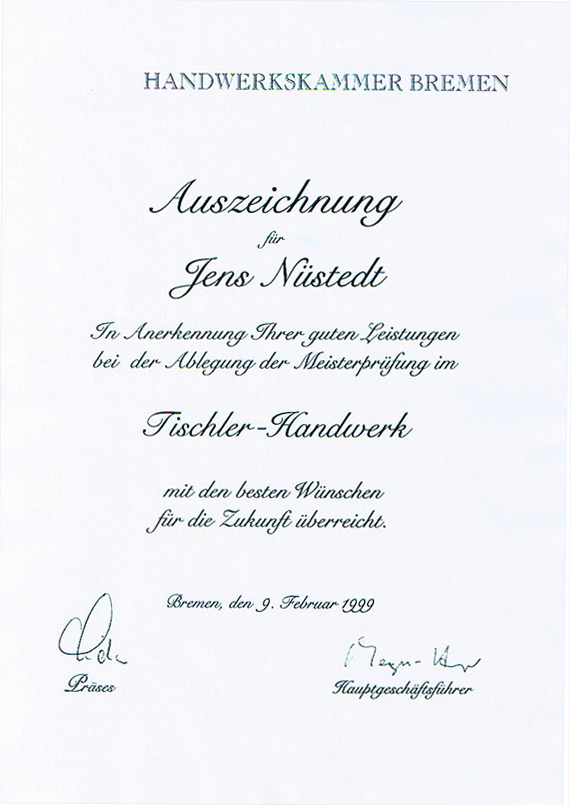 HANDWERKSKAMMER BREMEN
Auszeichnung
für
Jens Nüstedt
In Anerkennung Ihrer guten Leistungen
bei der Ablegung der Meisterprüfung im
Tischler-Handwerk
mit den besten Wünschen
für die Zukunft überreicht.
Bremen, den 9. Februar 1999
Präses
Hauptgeschäftsführer